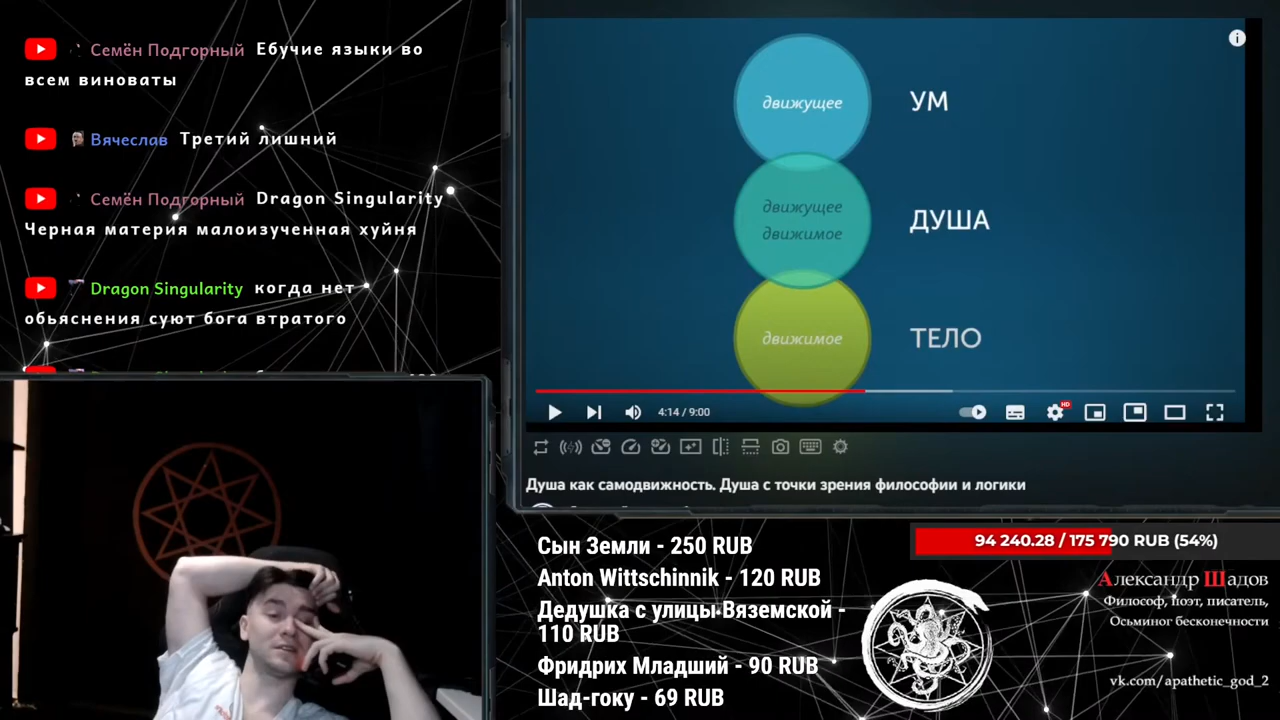 Семён Подгорный Ебучие языки во
всем виноваты
Вячеслав Третий лишний
Семён Подгорный Dragon Singularity
Черная материя малоизученная хуйня
Dragon Singularity когда нет
обьяснения суют бога втратого
движущее
УМ
движущее
движимое
ДУША
движимое
ТЕЛО
4:14 / 9:00
HD
Душа как самодвижность. Душа с точки зрения философии и логики
Сын Земли - 250 RUB
Anton Wittschinnik - 120 RUB
Дедушка с улицы Вяземской -
110 RUB
Фридрих Младший - 90 RUB
Шад-гоку - 69 RUB
94 240.28 / 175 790 RUB (54%)
Александр Шадов
Философ, поэт, писатель,
Осьминог бесконечности
vk.com/apathetic_god_2